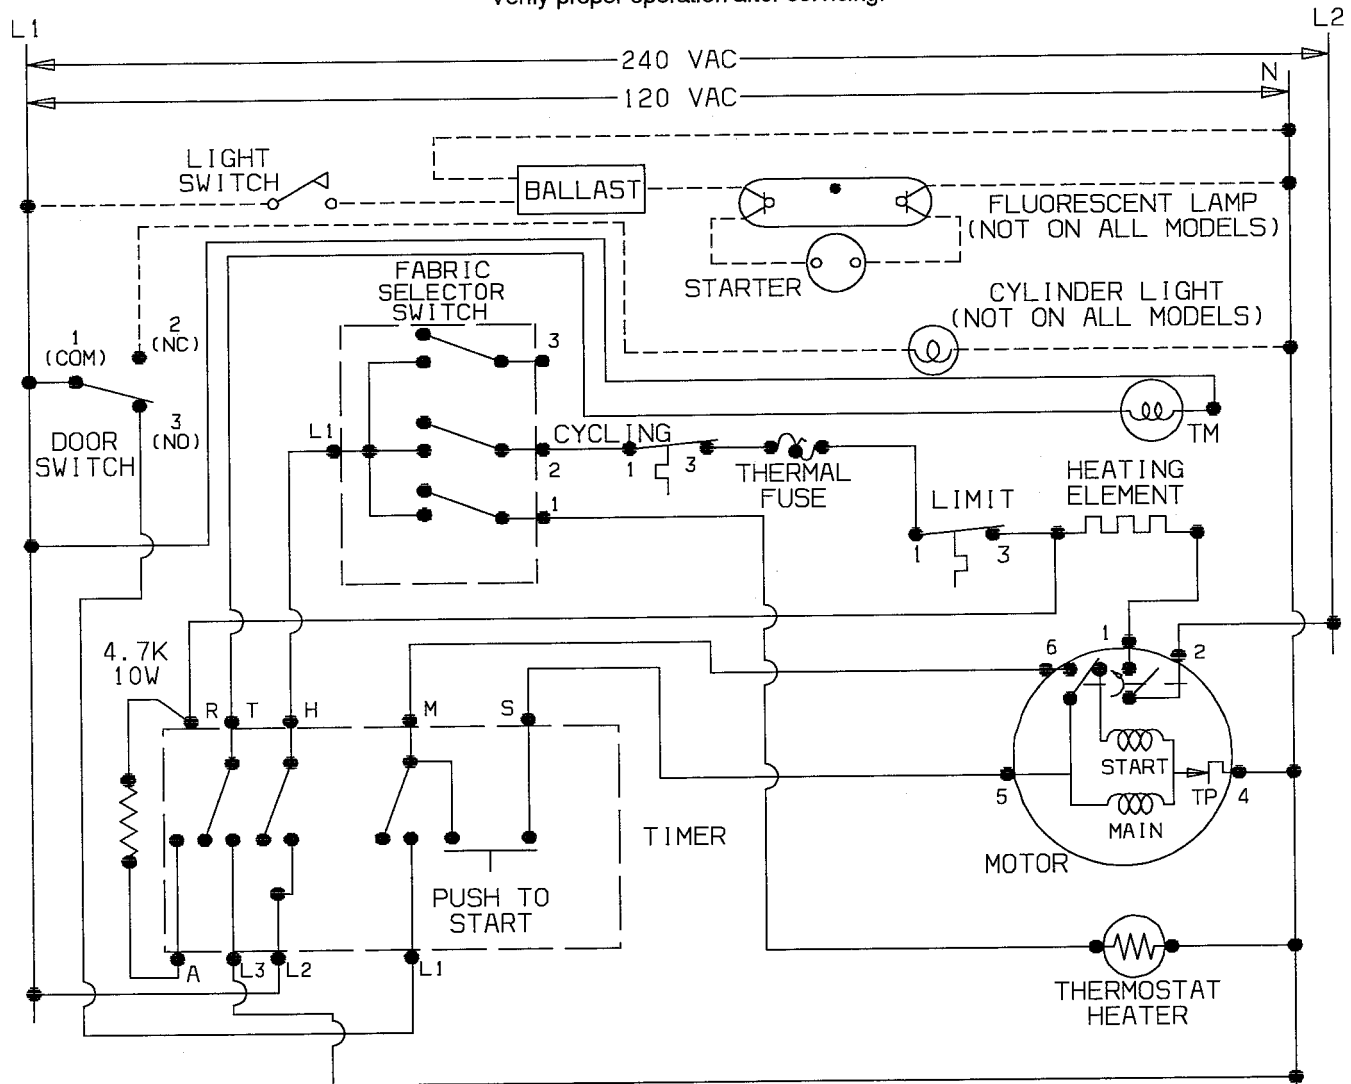 L1
L2
240 VAC
N
120 VAC
LIGHT
SWITCH
BALLAST
FLUORESCENT LAMP
(NOT ON ALL MODELS)
STARTER
FABRIC
SELECTOR
SWITCH
CYLINDER LIGHT
(NOT ON ALL MODELS)
1
(COM)
2
(NC)
3
3
(NO)
DOOR
SWITCH
L1
CYCLING
2
1
3
THERMAL
FUSE
TM
HEATING
ELEMENT
1
LIMIT
1
3
4.7K
10W
6
1
2
R
T
H
M
S
START
5
TP
4
MAIN
TIMER
MOTOR
PUSH TO
START
A
L3
L2
L1
THERMOSTAT
HEATER